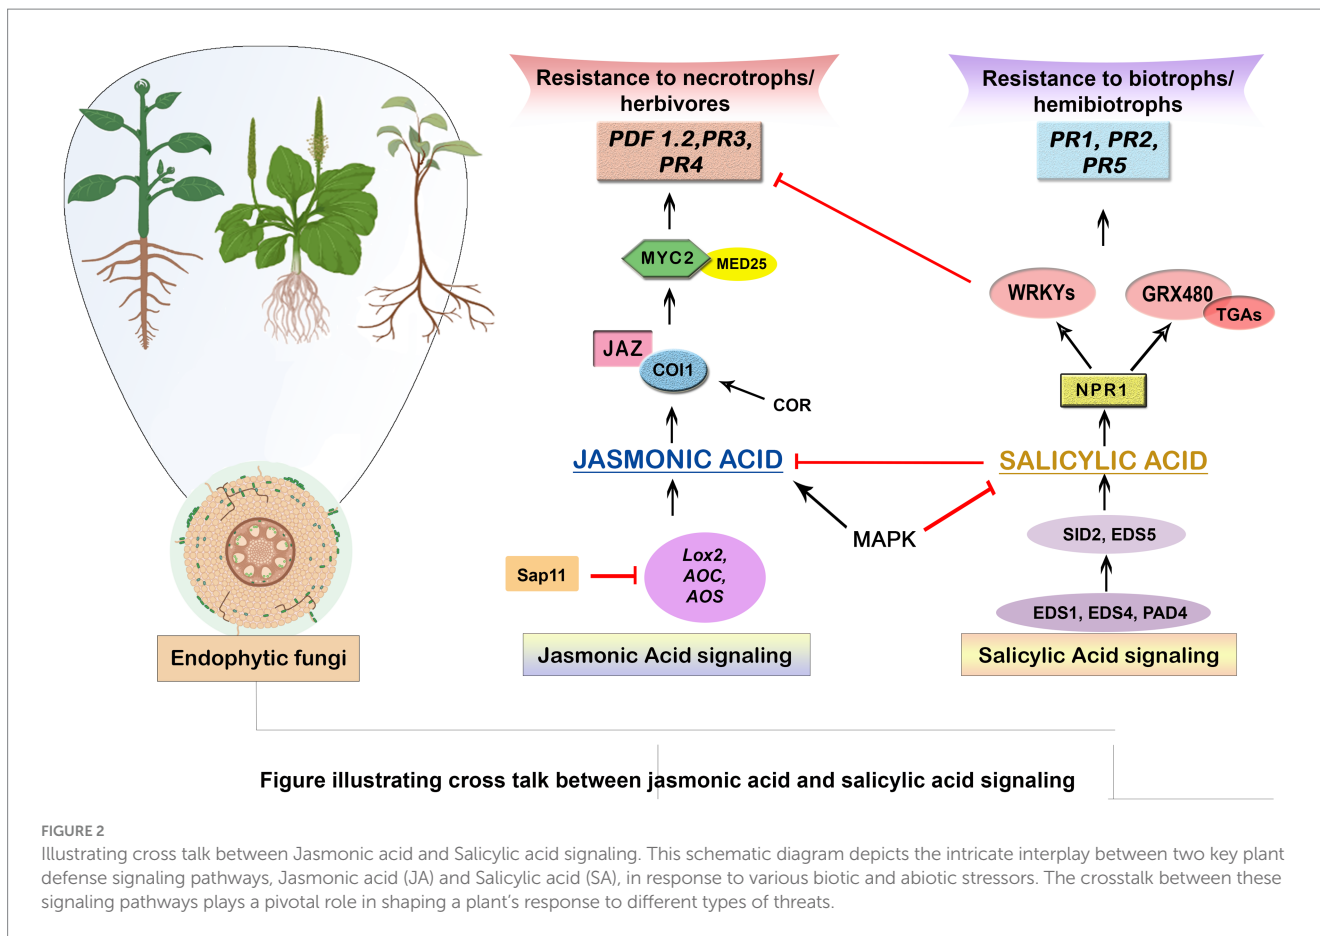 Resistance to necrotrophs/
herbivores
PDF 1.2,PR3,
PR4
MYC2
MED25
JAZ
COI1
COR
JASMONIC ACID
Sap11
Lox2,
AOC,
AOS
Jasmonic Acid signaling
MAPK
Resistance to biotrophs/
hemibiotrophs
PR1, PR2,
PR5
WRKYs
GRX480
TGAs
NPR1
SALICYLIC ACID
SID2, EDS5
EDS1, EDS4, PAD4
Salicylic Acid signaling
Endophytic fungi
Figure illustrating cross talk between jasmonic acid and salicylic acid signaling
FIGURE 2
Illustrating cross talk between Jasmonic acid and Salicylic acid signaling. This schematic diagram depicts the intricate interplay between two key plant
defense signaling pathways, Jasmonic acid (JA) and Salicylic acid (SA), in response to various biotic and abiotic stressors. The crosstalk between these
signaling pathways plays a pivotal role in shaping a plant's response to different types of threats.